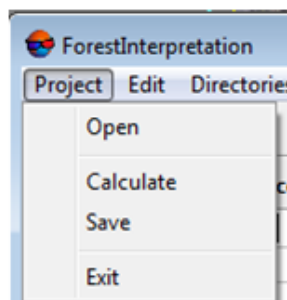 ForestInterpretation
Project Edit Directories
Open
Calculate
Save
Exit